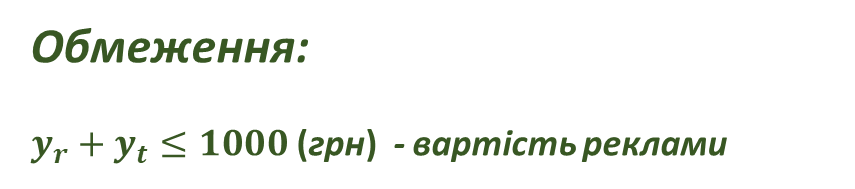 Обмеження:
y_r + y_t ≤ 1000 (грн) - вартість реклами